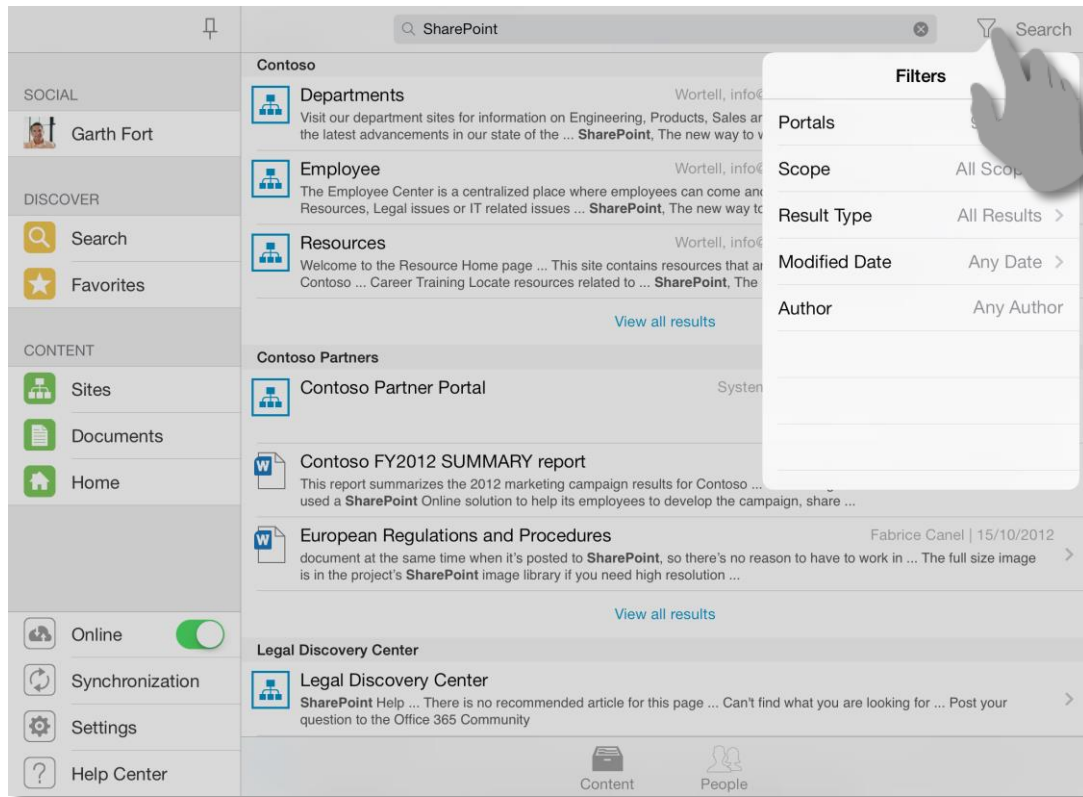 SharePoint
Search
SOCIAL
Garth Fort
DISCOVER
Search
Favorites
CONTENT
Sites
Documents
Home
Online
Synchronization
Settings
Help Center
Contoso
Departments
Wortell, info@
Visit our department sites for information on Engineering, Products, Sales
the latest advancements in our state of the ... SharePoint, The new way to
Employee
Wortell, info@
The Employee Center is a centralized place where employees can come
Resources, Legal issues or IT related issues ... SharePoint, The new way to
Resources
Wortell, info@
Welcome to the Resource Home page ... This site contains resources that
Contoso ... Career Training Locate resources related to ... SharePoint, The
View all results
Contoso Partners
Contoso Partner Portal
System
Contoso FY2012 SUMMARY report
This report summarizes the 2012 marketing campaign results for Contoso ...
used a SharePoint Online solution to help its employees to develop the campaign, share ...
European Regulations and Procedures
Fabrice Canel | 15/10/2012
document at the same time when it's posted to SharePoint, so there's no reason to have to work in ... The full size image
is in the project's SharePoint image library if you need high resolution ...
View all results
Legal Discovery Center
Legal Discovery Center
SharePoint Help ... There is no recommended article for this page ... Can't find what you are looking for ... Post your
question to the Office 365 Community
Filters
Portals
Scope
All
Result Type
All Results
Modified Date
Any Date
Author
Any Author
Content
People